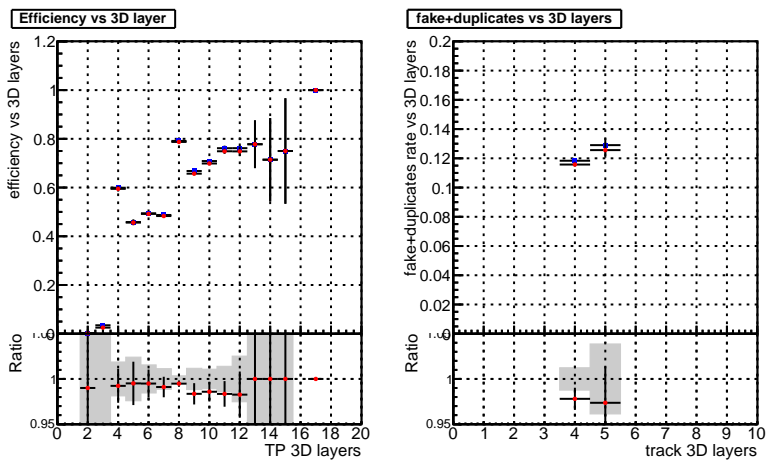 Efficiency vs 3D layer
efficiency vs 3D layers
1.2
1
0.8
0.6
0.4
0.2
0
Ratio
1
0.95
0 2 4 6 8 10 12 14 16 18 20
TP 3D layers
fake+duplicates vs 3D layers
fake+duplicates rate vs 3D layers
0.2
0.18
0.16
0.14
0.12
0.1
0.08
0.06
0.04
0.02
0
Ratio
1
0.95
0 1 2 3 4 5 6 7 8 9 10
track 3D layers